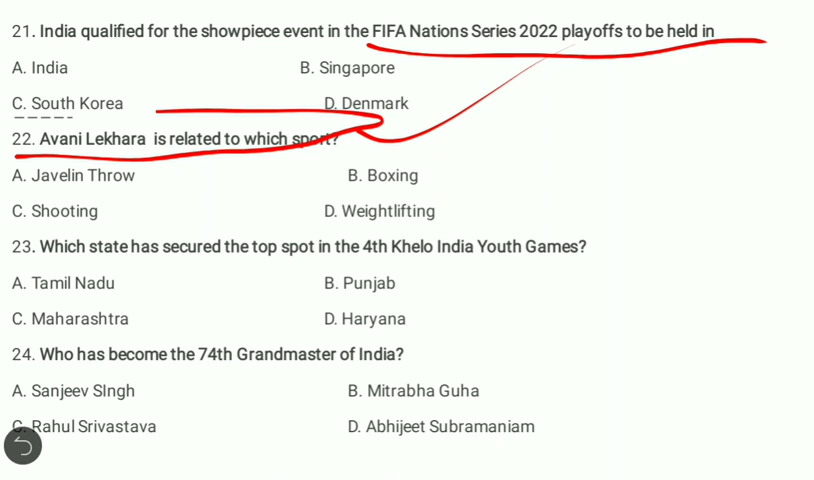 21. India qualified for the showpiece event in the FIFA Nations Series 2022 playoffs to be held in
A. India B. Singapore
C. South Korea D. Denmark
22. Avani Lekhara is related to which sport?
A. Javelin Throw B. Boxing
C. Shooting D. Weightlifting
23. Which state has secured the top spot in the 4th Khelo India Youth Games?
A. Tamil Nadu B. Punjab
C. Maharashtra D. Haryana
24. Who has become the 74th Grandmaster of India?
A. Sanjeev SIngh B. Mitrabha Guha
C. Rahul Srivastava D. Abhijeet Subramaniam